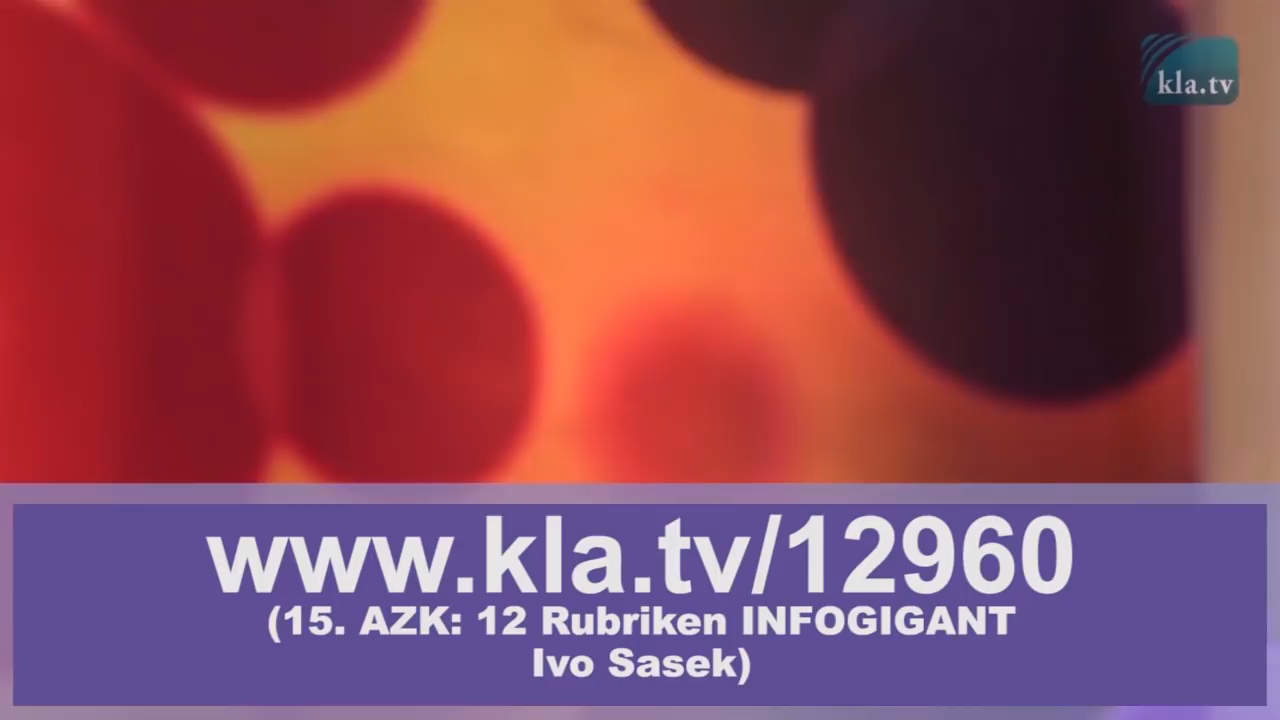 kla.tv
www.kla.tv/12960
(15. AZK: 12 Rubriken INFOGIGANT
Ivo Sasek)